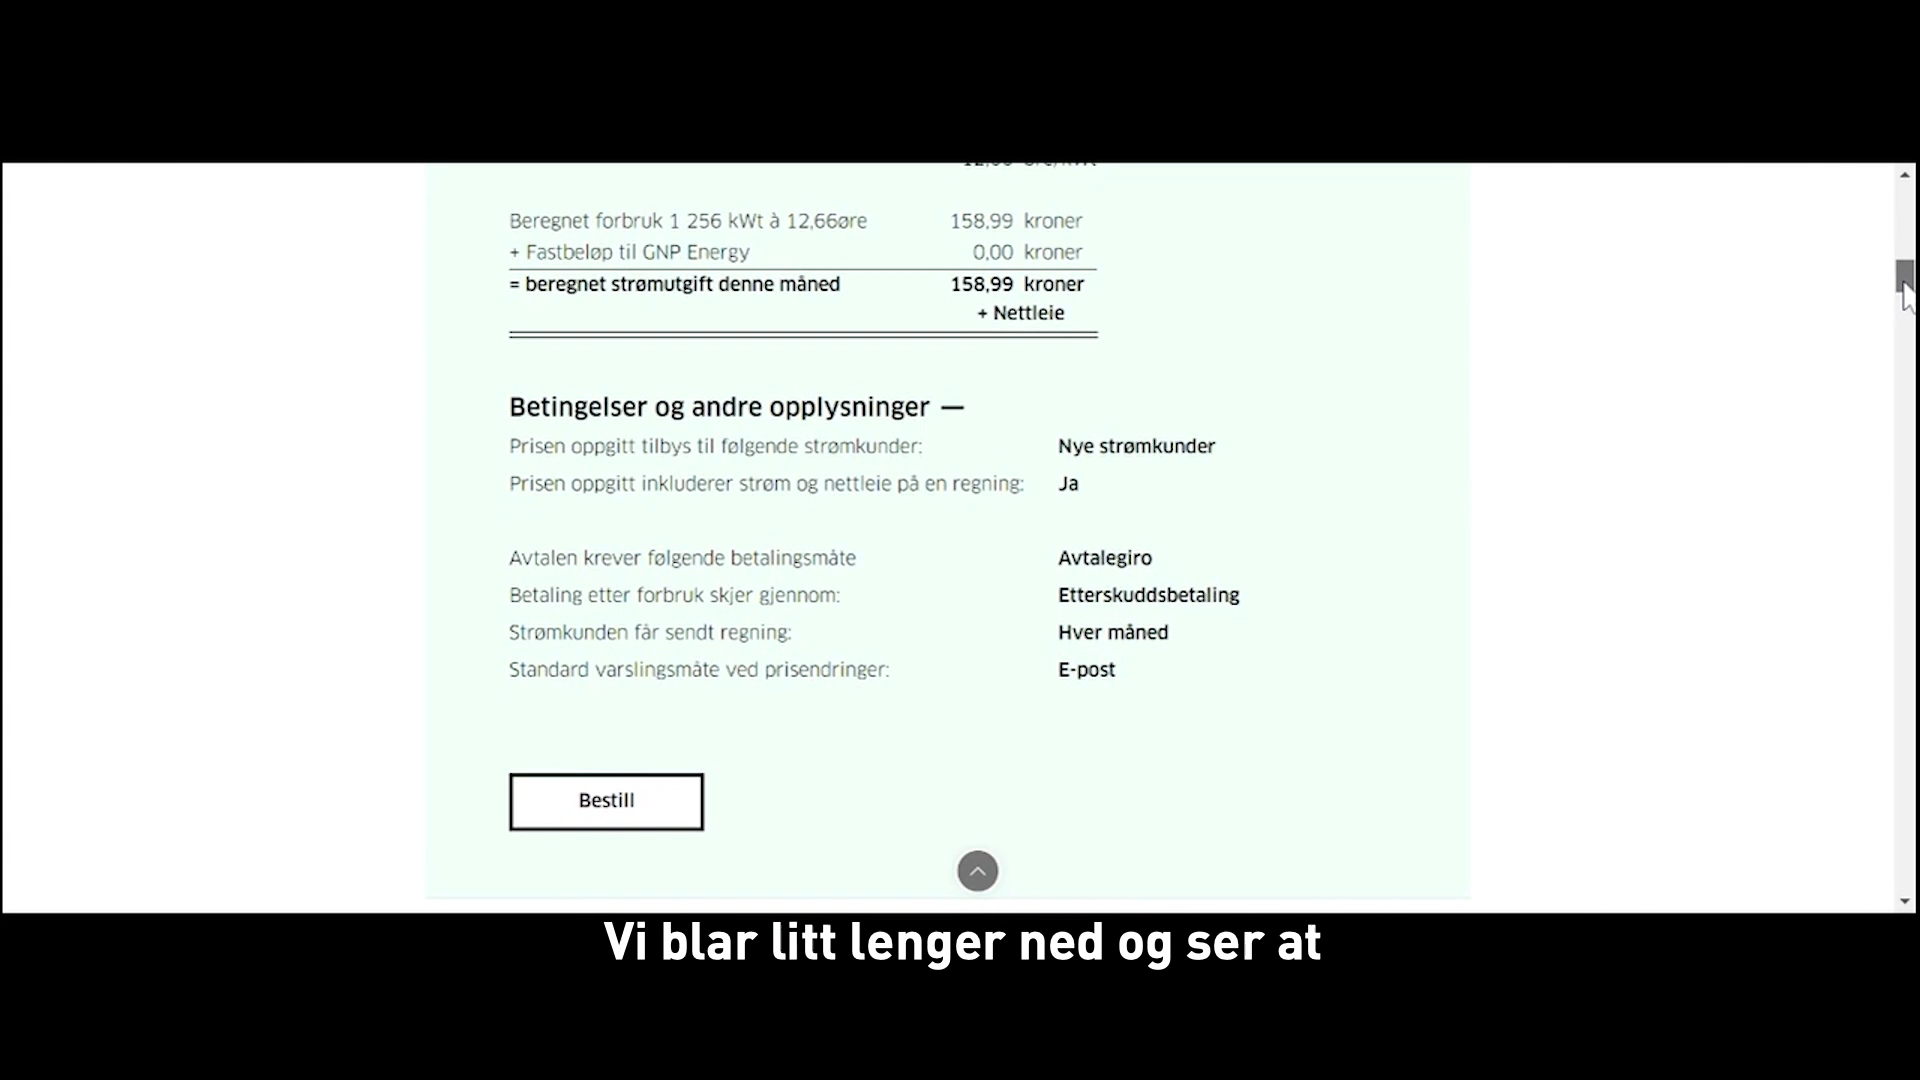 Beregnet forbruk 1 256 kWt à 12,66øre 158,99 kroner
+ Fastbeløp til GNP Energy 0,00 kroner
= beregnet strømutgift denne måned 158,99 kroner
+ Nettleie
Betingelser og andre opplysninger —
Prisen oppgitt tilbys til følgende strømkunder: Nye strømkunder
Prisen oppgitt inkluderer strøm og nettleie på en regning: Ja
Avtalen krever følgende betalingsmåte Avtalegiro
Betaling etter forbruk skjer gjennom: Etterskuddsbetaling
Strømkunden får sendt regning: Hver måned
Standard varslingsmåte ved prisendringer: E-post
Bestill
Vi blar litt lenger ned og ser at